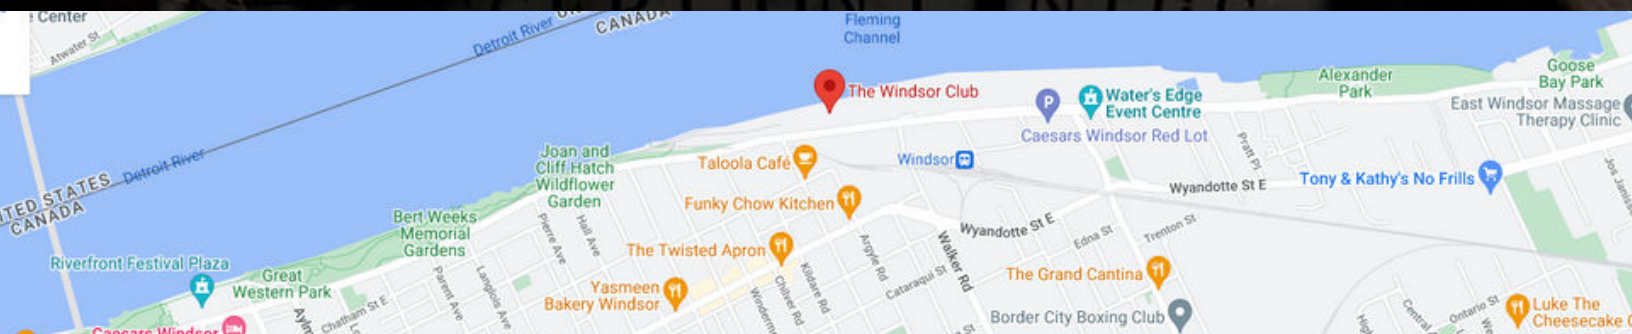 e Center
Atwater St
Detroit River
CANADA
Fleming
Channel
The Windsor Club
Water's Edge
Event Centre
Caesars Windsor Red Lot
Alexander
Park
Goose
Bay Park
East Windsor Massage
Therapy Clinic
Pratt Pl
Detroit River
Joan and
Cliff Hatch
Wildflower
Garden
Taloola Café
Windsor
Wyandotte St E
Tony & Kathy's No Frills
ITED STATES
CANADA
Bert Weeks
Memorial
Gardens
Funky Chow Kitchen
Pierre Ave
Hall Ave
Wyandotte St E
Edna St
Trenton St
Riverfront Festival Plaza
Great
Western Park
The Twisted Apron
Argyle Rd
Walker Rd
Parent Ave
Langlois Ave
Kildare Rd
Chilver Rd
Cataraqui St
The Grand Cantina
Yasmeen
Bakery Windsor
Chatham St E
Border City Boxing Club
Central
Ontario St
Luke The
Cheesecake
Caesars Windsor